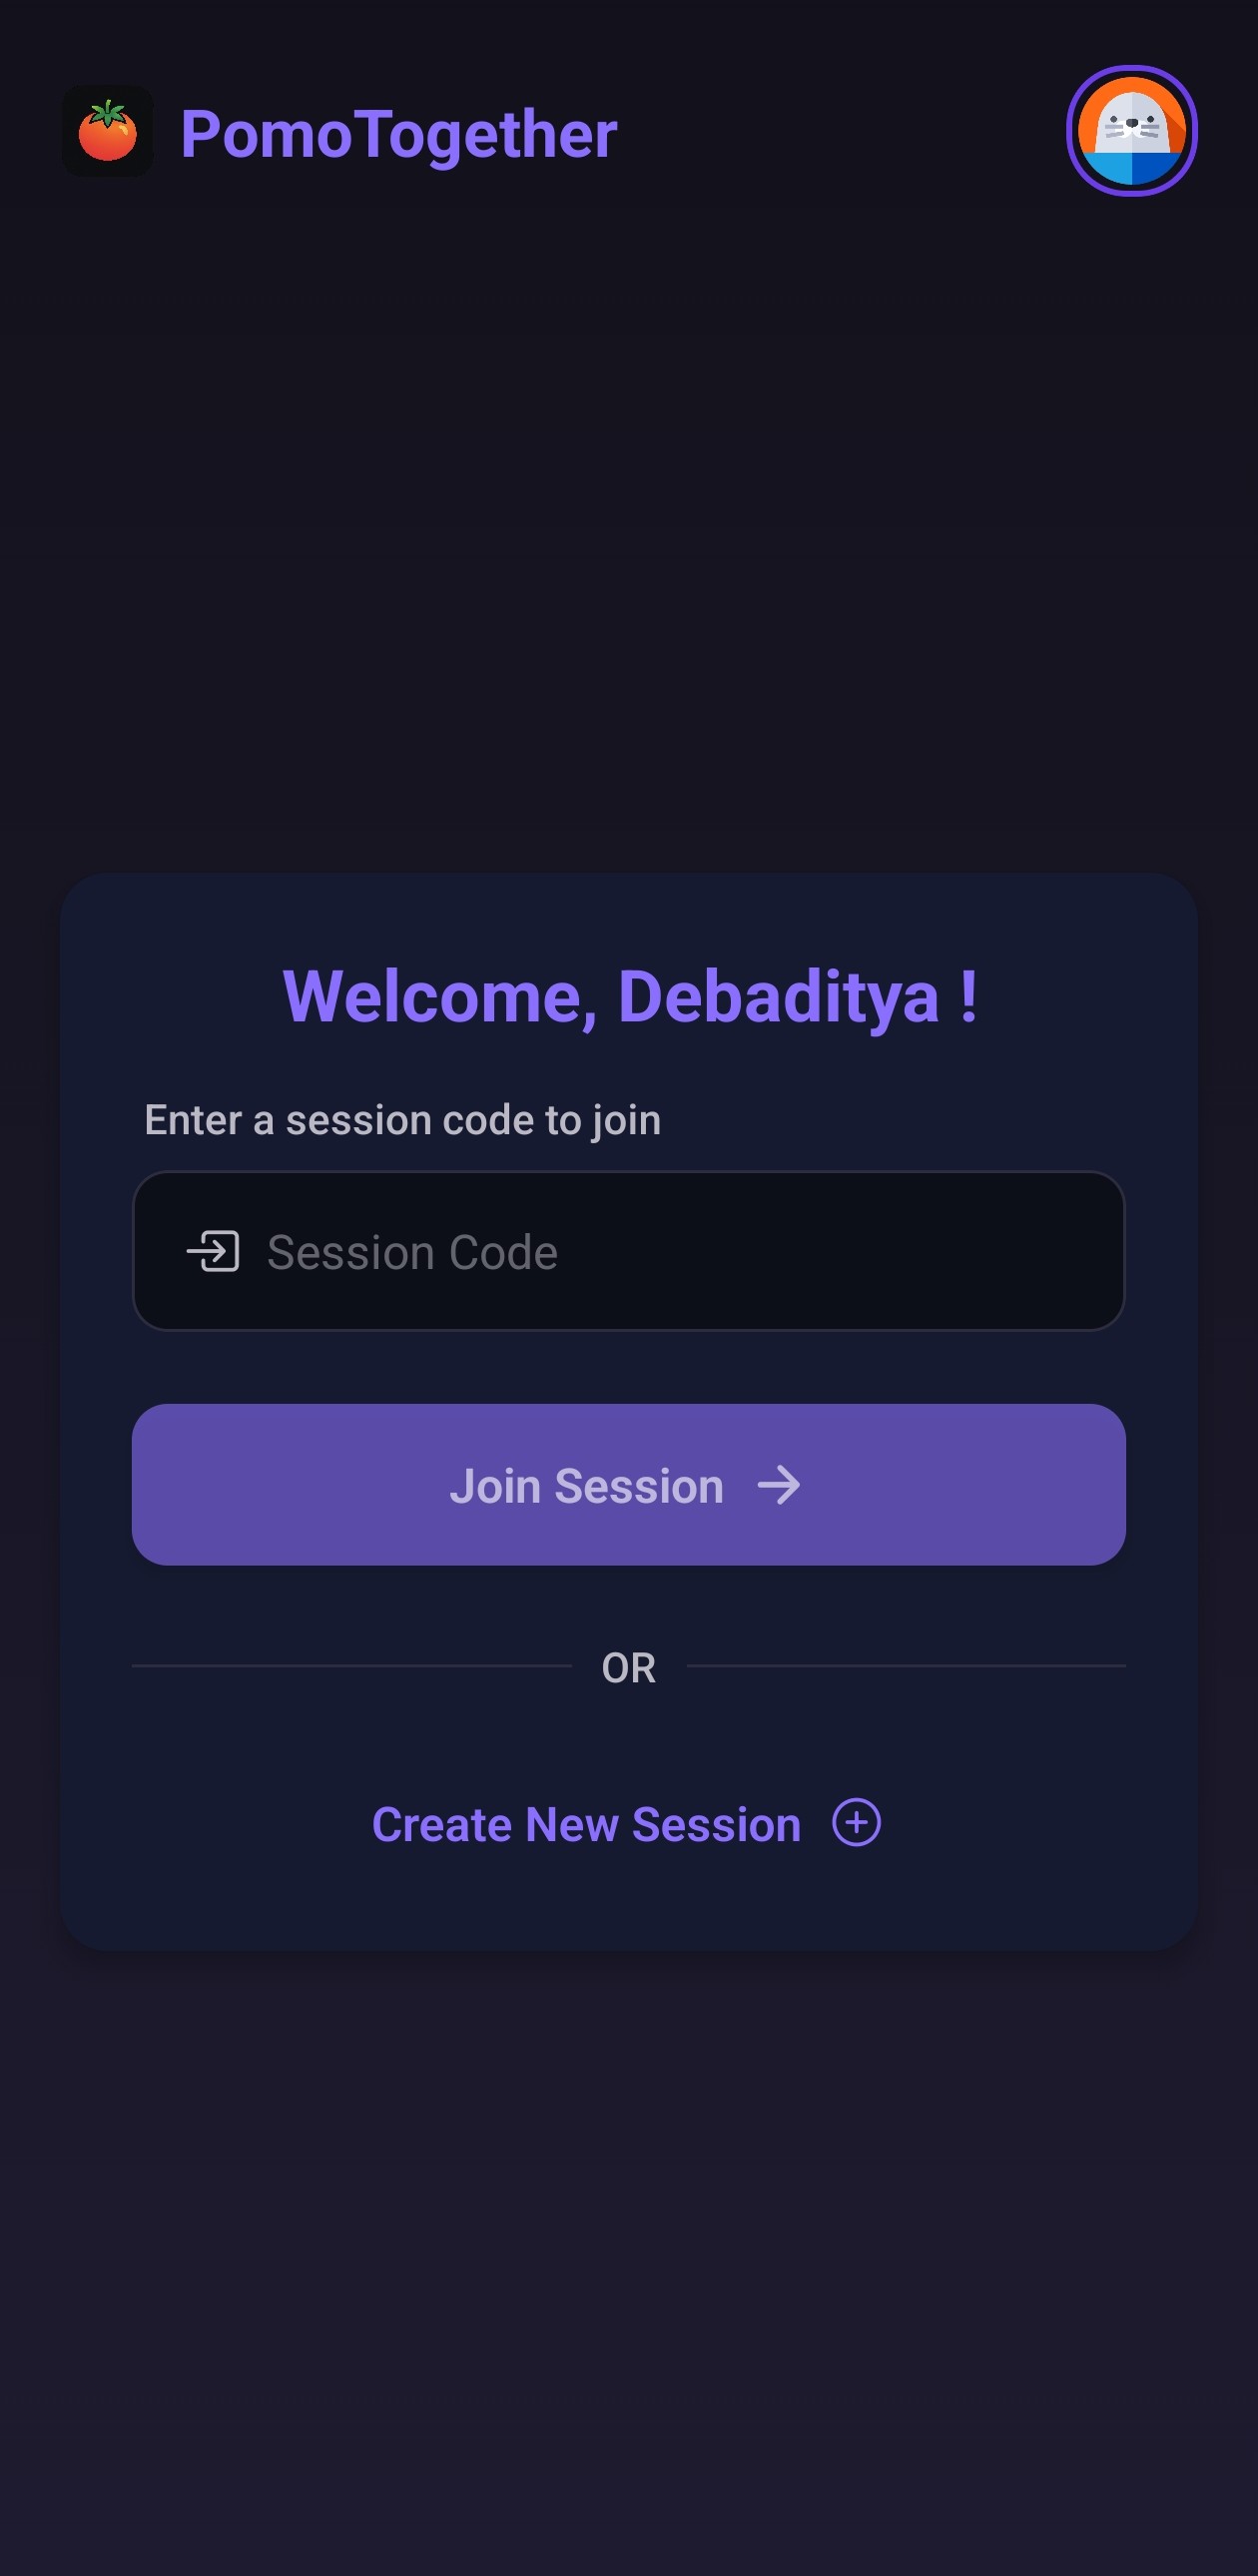 PomoTogether
Welcome, Debaditya !
Enter a session code to join
Session Code
Join Session
OR
Create New Session